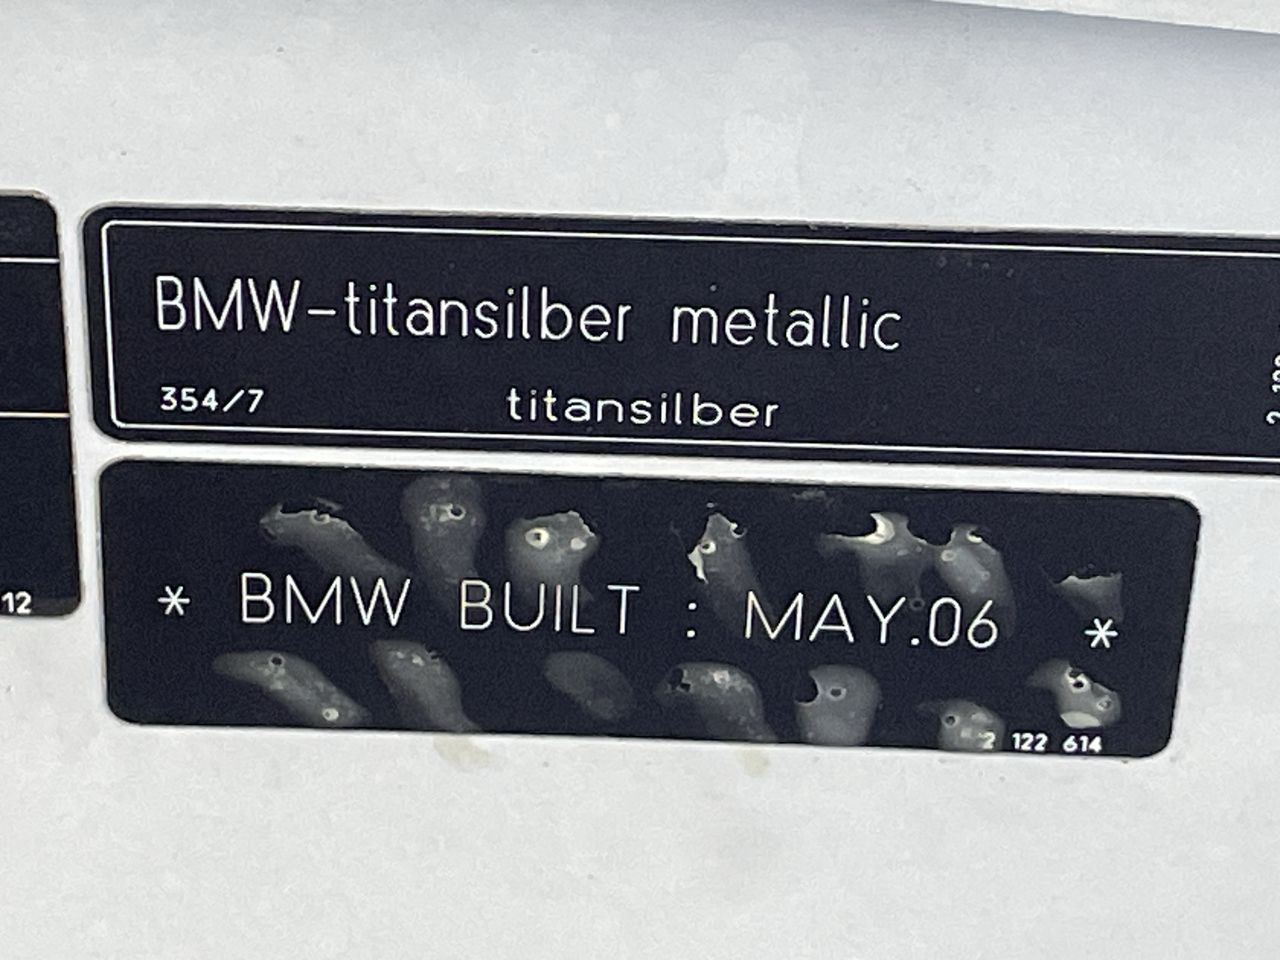 BMW-titansilber metallic
354/7 titansilber
* BMW BUILT : MAY.06 *
2 122 614
12